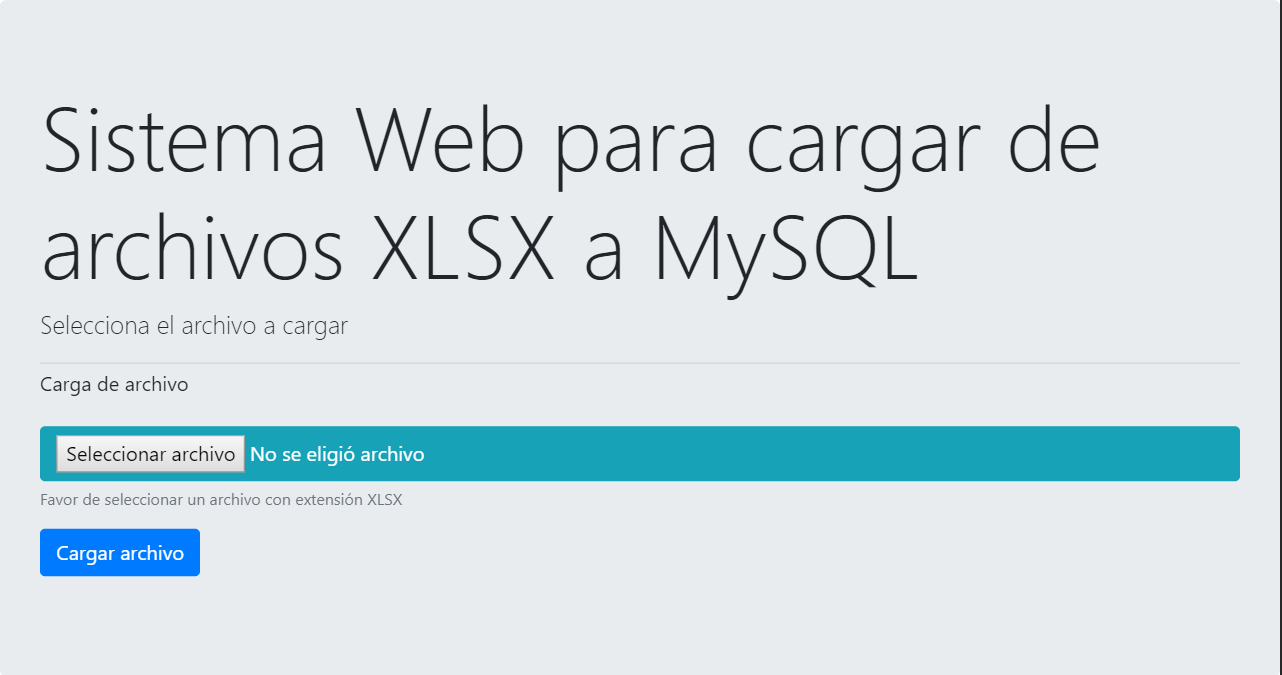 Sistema Web para cargar de
archivos XLSX a MySQL
Selecciona el archivo a cargar
Carga de archivo
Seleccionar archivo No se eligió archivo
Favor de seleccionar un archivo con extensión XLSX
Cargar archivo